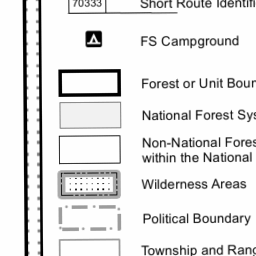 70333 Short Route Identifi
FS Campground
Forest or Unit Boun
National Forest Sys
Non-National Fores
within the National
Wilderness Areas
Political Boundary
Township and Rang